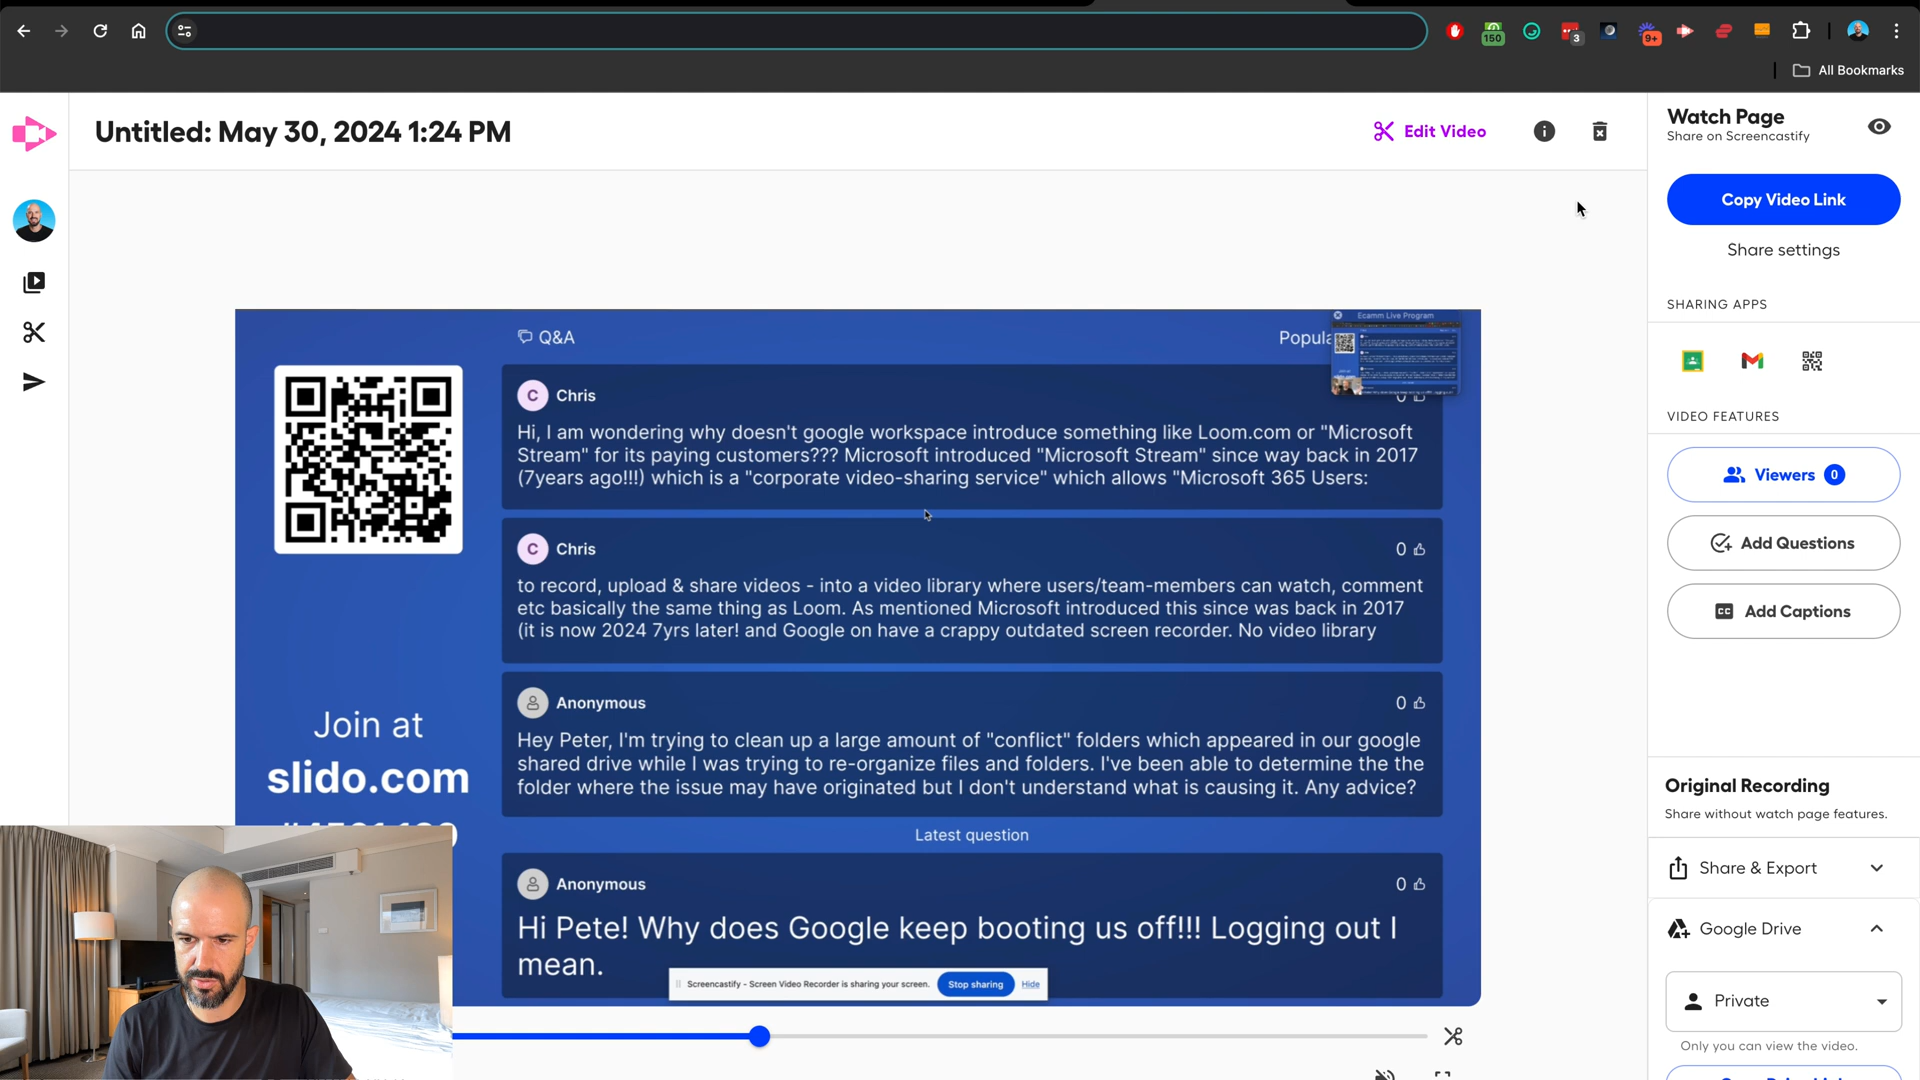 150
3
9+
All Bookmarks
Untitled: May 30, 2024 1:24 PM
Edit Video
Watch Page
Share on Screencastify
Copy Video Link
Share settings
SHARING APPS
VIDEO FEATURES
Viewers 0
Add Questions
CC Add Captions
Original Recording
Share without watch page features.
Share & Export
Google Drive
Private
Only you can view the video.
Q&A
Popula
Ecamm Live Program
C Chris
Hi, I am wondering why doesn't google workspace introduce something like Loom.com or "Microsoft
Stream" for its paying customers??? Microsoft introduced "Microsoft Stream" since way back in 2017
(7years ago!!!) which is a "corporate video-sharing service" which allows "Microsoft 365 Users:
C Chris 0
to record, upload & share videos - into a video library where users/team-members can watch, comment
etc basically the same thing as Loom. As mentioned Microsoft introduced this since was back in 2017
(it is now 2024 7yrs later! and Google on have a crappy outdated screen recorder. No video library
Anonymous 0
Hey Peter, I'm trying to clean up a large amount of "conflict" folders which appeared in our google
shared drive while I was trying to re-organize files and folders. I've been able to determine the the
folder where the issue may have originated but I don't understand what is causing it. Any advice?
Latest question
Anonymous 0
Hi Pete! Why does Google keep booting us off!!! Logging out I
mean.
Join at
slido.com
Screencastify - Screen Video Recorder is sharing your screen. Stop sharing Hide